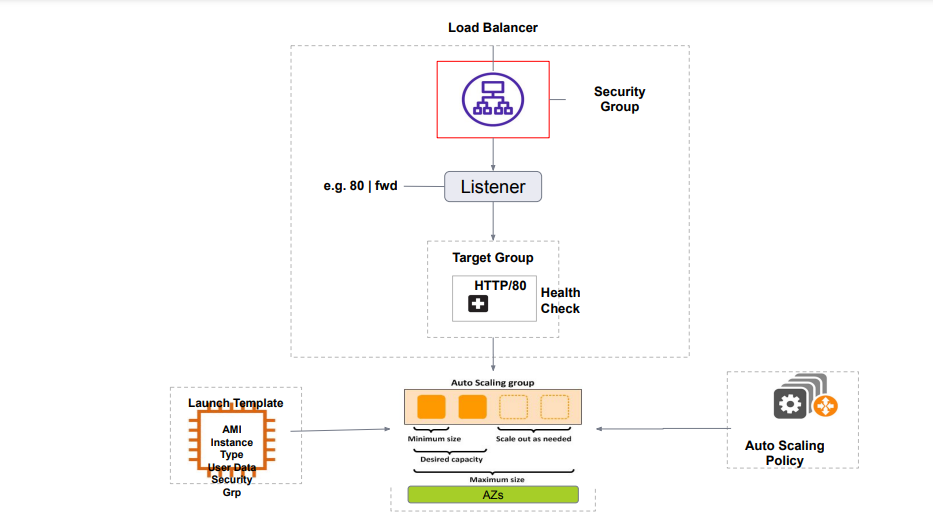 Load Balancer
Security
Group
e.g. 80 | fwd
Listener
Target Group
HTTP/80
Health
Check
Auto Scaling group
Launch Template
AMI
Instance
Type
User Data
Security
Grp
Minimum size
Scale out as needed
Desired capacity
Maximum size
AZs
Auto Scaling
Policy